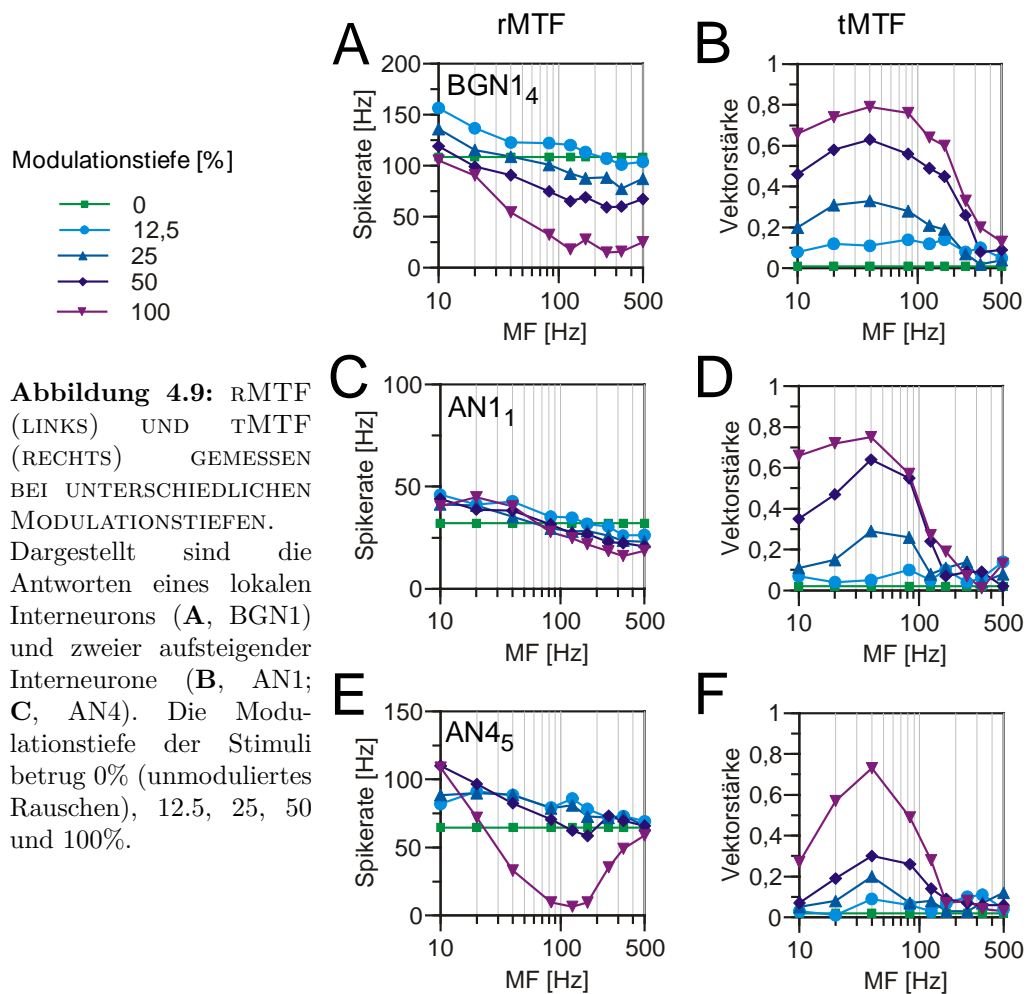 rMTF
tMTF
A
B
200
150
100
50
0
Spikerate [Hz]
BGN1₄
10
100
500
MF [Hz]
1
0,8
0,6
0,4
0,2
0
Vektorstärke
10
100
500
MF [Hz]
Modulationstiefe [%]
0
12,5
25
50
100
C
D
100
50
0
Spikerate [Hz]
AN1₁
10
100
500
MF [Hz]
1
0,8
0,6
0,4
0,2
0
Vektorstärke
10
100
500
MF [Hz]
Abbildung 4.9: rMTF
(links) und tMTF
(rechts) gemessen
bei unterschiedlichen
Modulationstiefen.
Dargestellt sind die
Antworten eines lokalen
Interneurons (A, BGN1)
und zweier aufsteigender
Interneurone (B, AN1;
C, AN4). Die Modu-
lationstiefe der Stimuli
betrug 0% (unmoduliertes
Rauschen), 12.5, 25, 50
und 100%.
E
F
150
100
50
0
Spikerate [Hz]
AN4₅
10
100
500
MF [Hz]
1
0,8
0,6
0,4
0,2
0
Vektorstärke
10
100
500
MF [Hz]